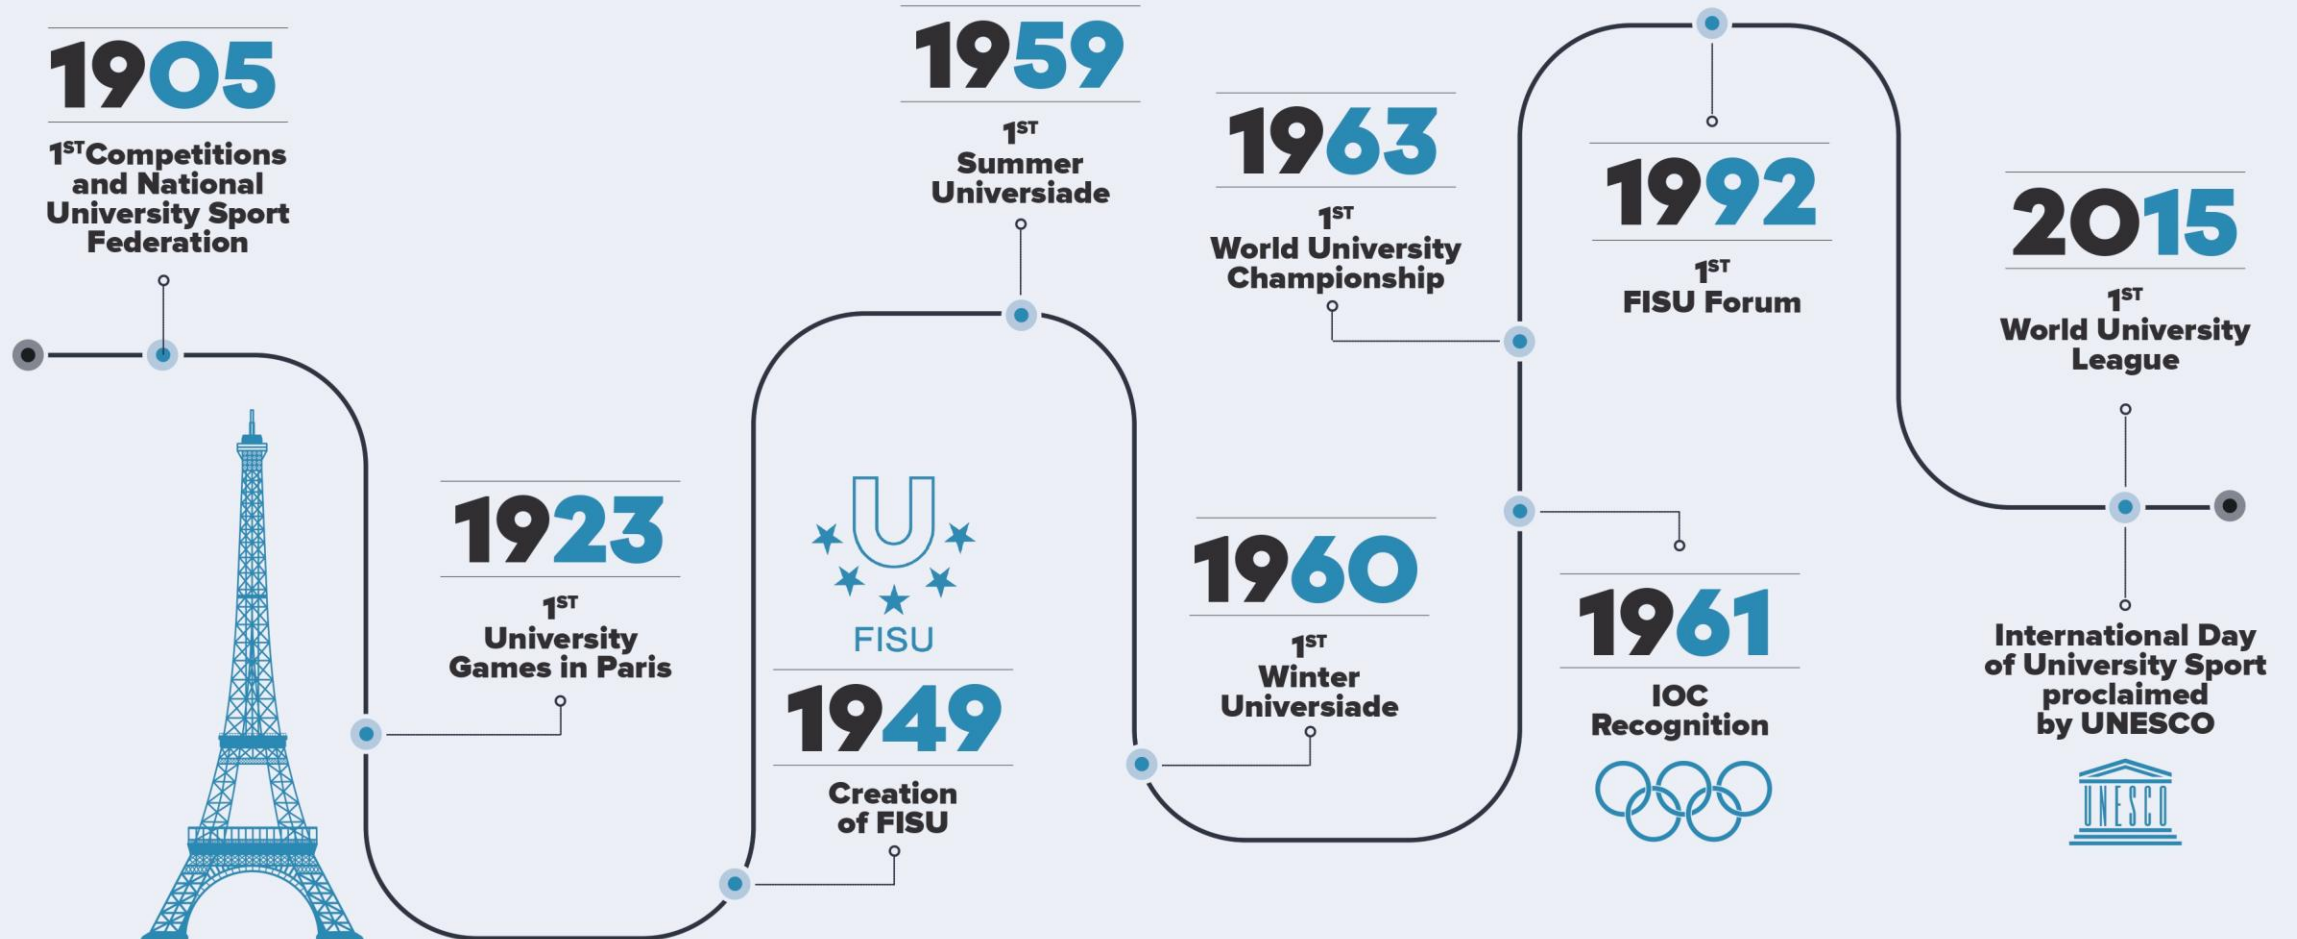 1905
1ST Competitions
and National
University Sport
Federation
1923
1ST
University
Games in Paris
U
FISU
1949
Creation
of FISU
1959
1ST
Summer
Universiade
1960
1ST
Winter
Universiade
1961
IOC
Recognition
1963
1ST
World University
Championship
1992
1ST
FISU Forum
2015
1ST
World University
League
International Day
of University Sport
proclaimed
by UNESCO
UNESCO